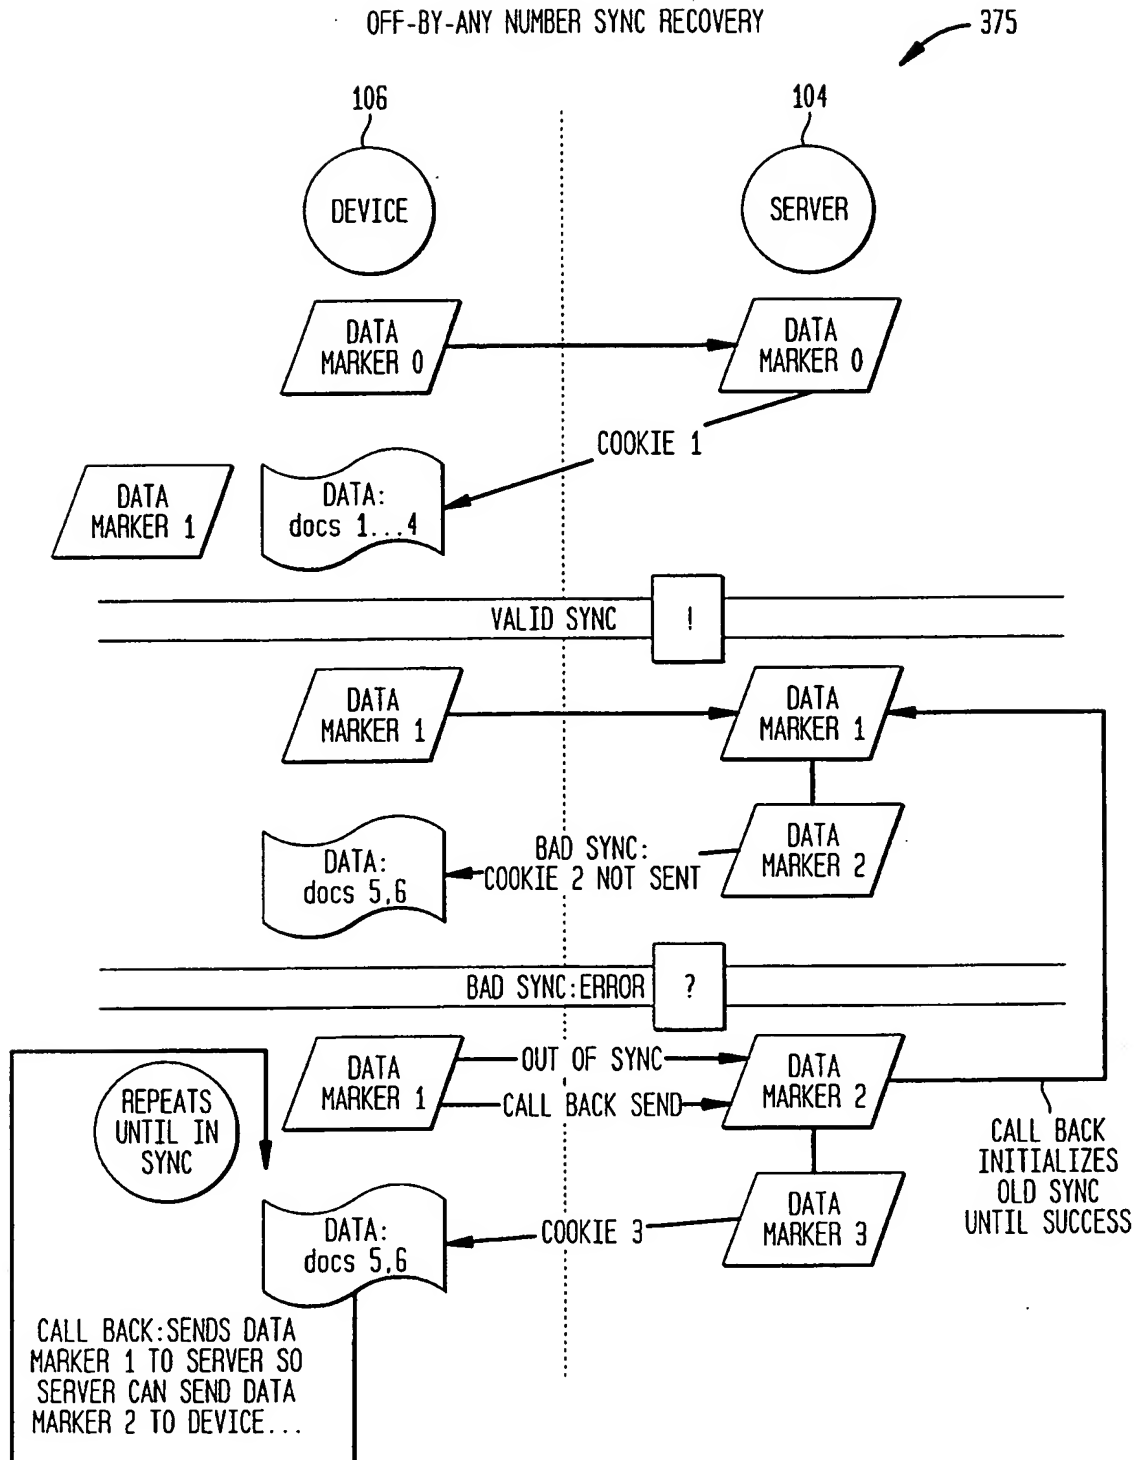 OFF-BY-ANY NUMBER SYNC RECOVERY
375
106
104
DEVICE
SERVER
DATA
MARKER 0
DATA
MARKER 0
COOKIE 1
DATA
MARKER 1
DATA:
docs 1...4
VALID SYNC
!
DATA
MARKER 1
DATA
MARKER 1
DATA:
docs 5,6
BAD SYNC:
COOKIE 2 NOT SENT
DATA
MARKER 2
BAD SYNC:ERROR
?
REPEATS
UNTIL IN
SYNC
DATA
MARKER 1
OUT OF SYNC
CALL BACK SEND
DATA
MARKER 2
CALL BACK
INITIALIZES
OLD SYNC
UNTIL SUCCESS
DATA:
docs 5,6
COOKIE 3
DATA
MARKER 3
CALL BACK:SENDS DATA
MARKER 1 TO SERVER SO
SERVER CAN SEND DATA
MARKER 2 TO DEVICE...